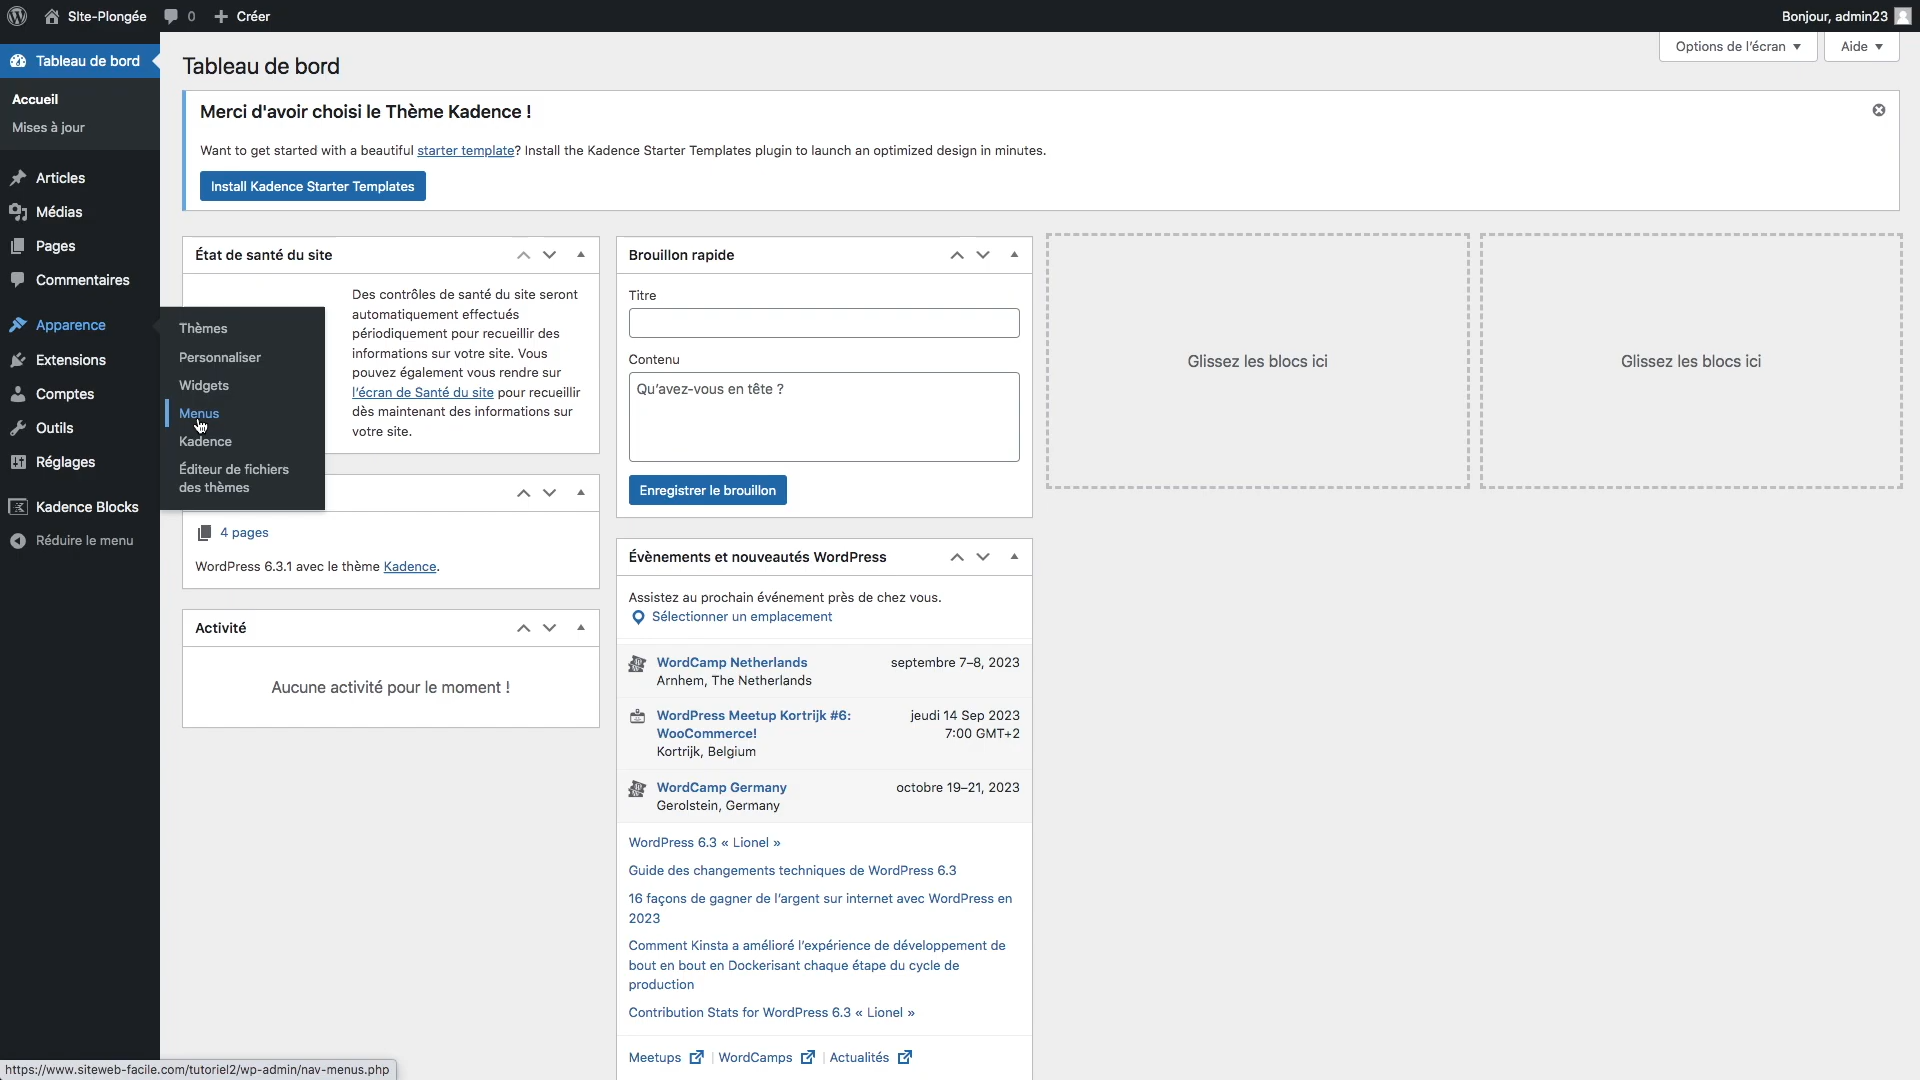 SIte-Plongée
0
Créer
Bonjour, admin23
Tableau de bord
Accueil
Mises à jour
Articles
Médias
Pages
Commentaires
Apparence
Extensions
Comptes
Outils
Réglages
Kadence Blocks
Réduire le menu
Thèmes
Personnaliser
Widgets
Menus
Kadence
Éditeur de fichiers
des thèmes
Options de l'écran
Aide
Tableau de bord
Merci d'avoir choisi le Thème Kadence !
Want to get started with a beautiful starter template? Install the Kadence Starter Templates plugin to launch an optimized design in minutes.
Install Kadence Starter Templates
État de santé du site
Des contrôles de santé du site seront
automatiquement effectués
périodiquement pour recueillir des
informations sur votre site. Vous
pouvez également vous rendre sur
l'écran de Santé du site pour recueillir
dès maintenant des informations sur
votre site.
4 pages
WordPress 6.3.1 avec le thème Kadence.
Activité
Aucune activité pour le moment !
Brouillon rapide
Titre
Contenu
Qu'avez-vous en tête ?
Enregistrer le brouillon
Évènements et nouveautés WordPress
Assistez au prochain événement près de chez vous.
Sélectionner un emplacement
WordCamp Netherlands
septembre 7–8, 2023
Arnhem, The Netherlands
WordPress Meetup Kortrijk #6:
jeudi 14 Sep 2023
WooCommerce!
7:00 GMT+2
Kortrijk, Belgium
WordCamp Germany
octobre 19–21, 2023
Gerolstein, Germany
WordPress 6.3 « Lionel »
Guide des changements techniques de WordPress 6.3
16 façons de gagner de l'argent sur internet avec WordPress en
2023
Comment Kinsta a amélioré l'expérience de développement de
bout en bout en Dockerisant chaque étape du cycle de
production
Contribution Stats for WordPress 6.3 « Lionel »
Meetups | WordCamps | Actualités
Glissez les blocs ici
Glissez les blocs ici
https://www.siteweb-facile.com/tutoriel2/wp-admin/nav-menus.php